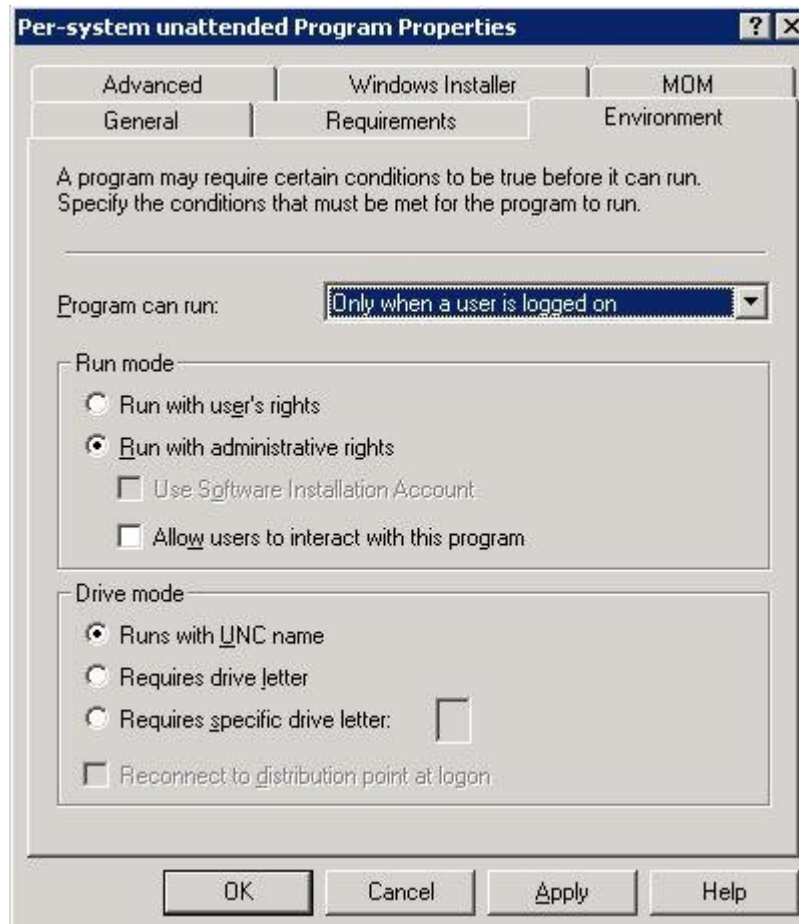 Per-system unattended Program Properties
Advanced Windows Installer MOM
General Requirements Environment
A program may require certain conditions to be true before it can run.
Specify the conditions that must be met for the program to run.
Program can run: Only when a user is logged on
Run mode
Run with user's rights
Run with administrative rights
Use Software Installation Account
Allow users to interact with this program
Drive mode
Runs with UNC name
Requires drive letter
Requires specific drive letter:
Reconnect to distribution point at logon
OK Cancel Apply Help